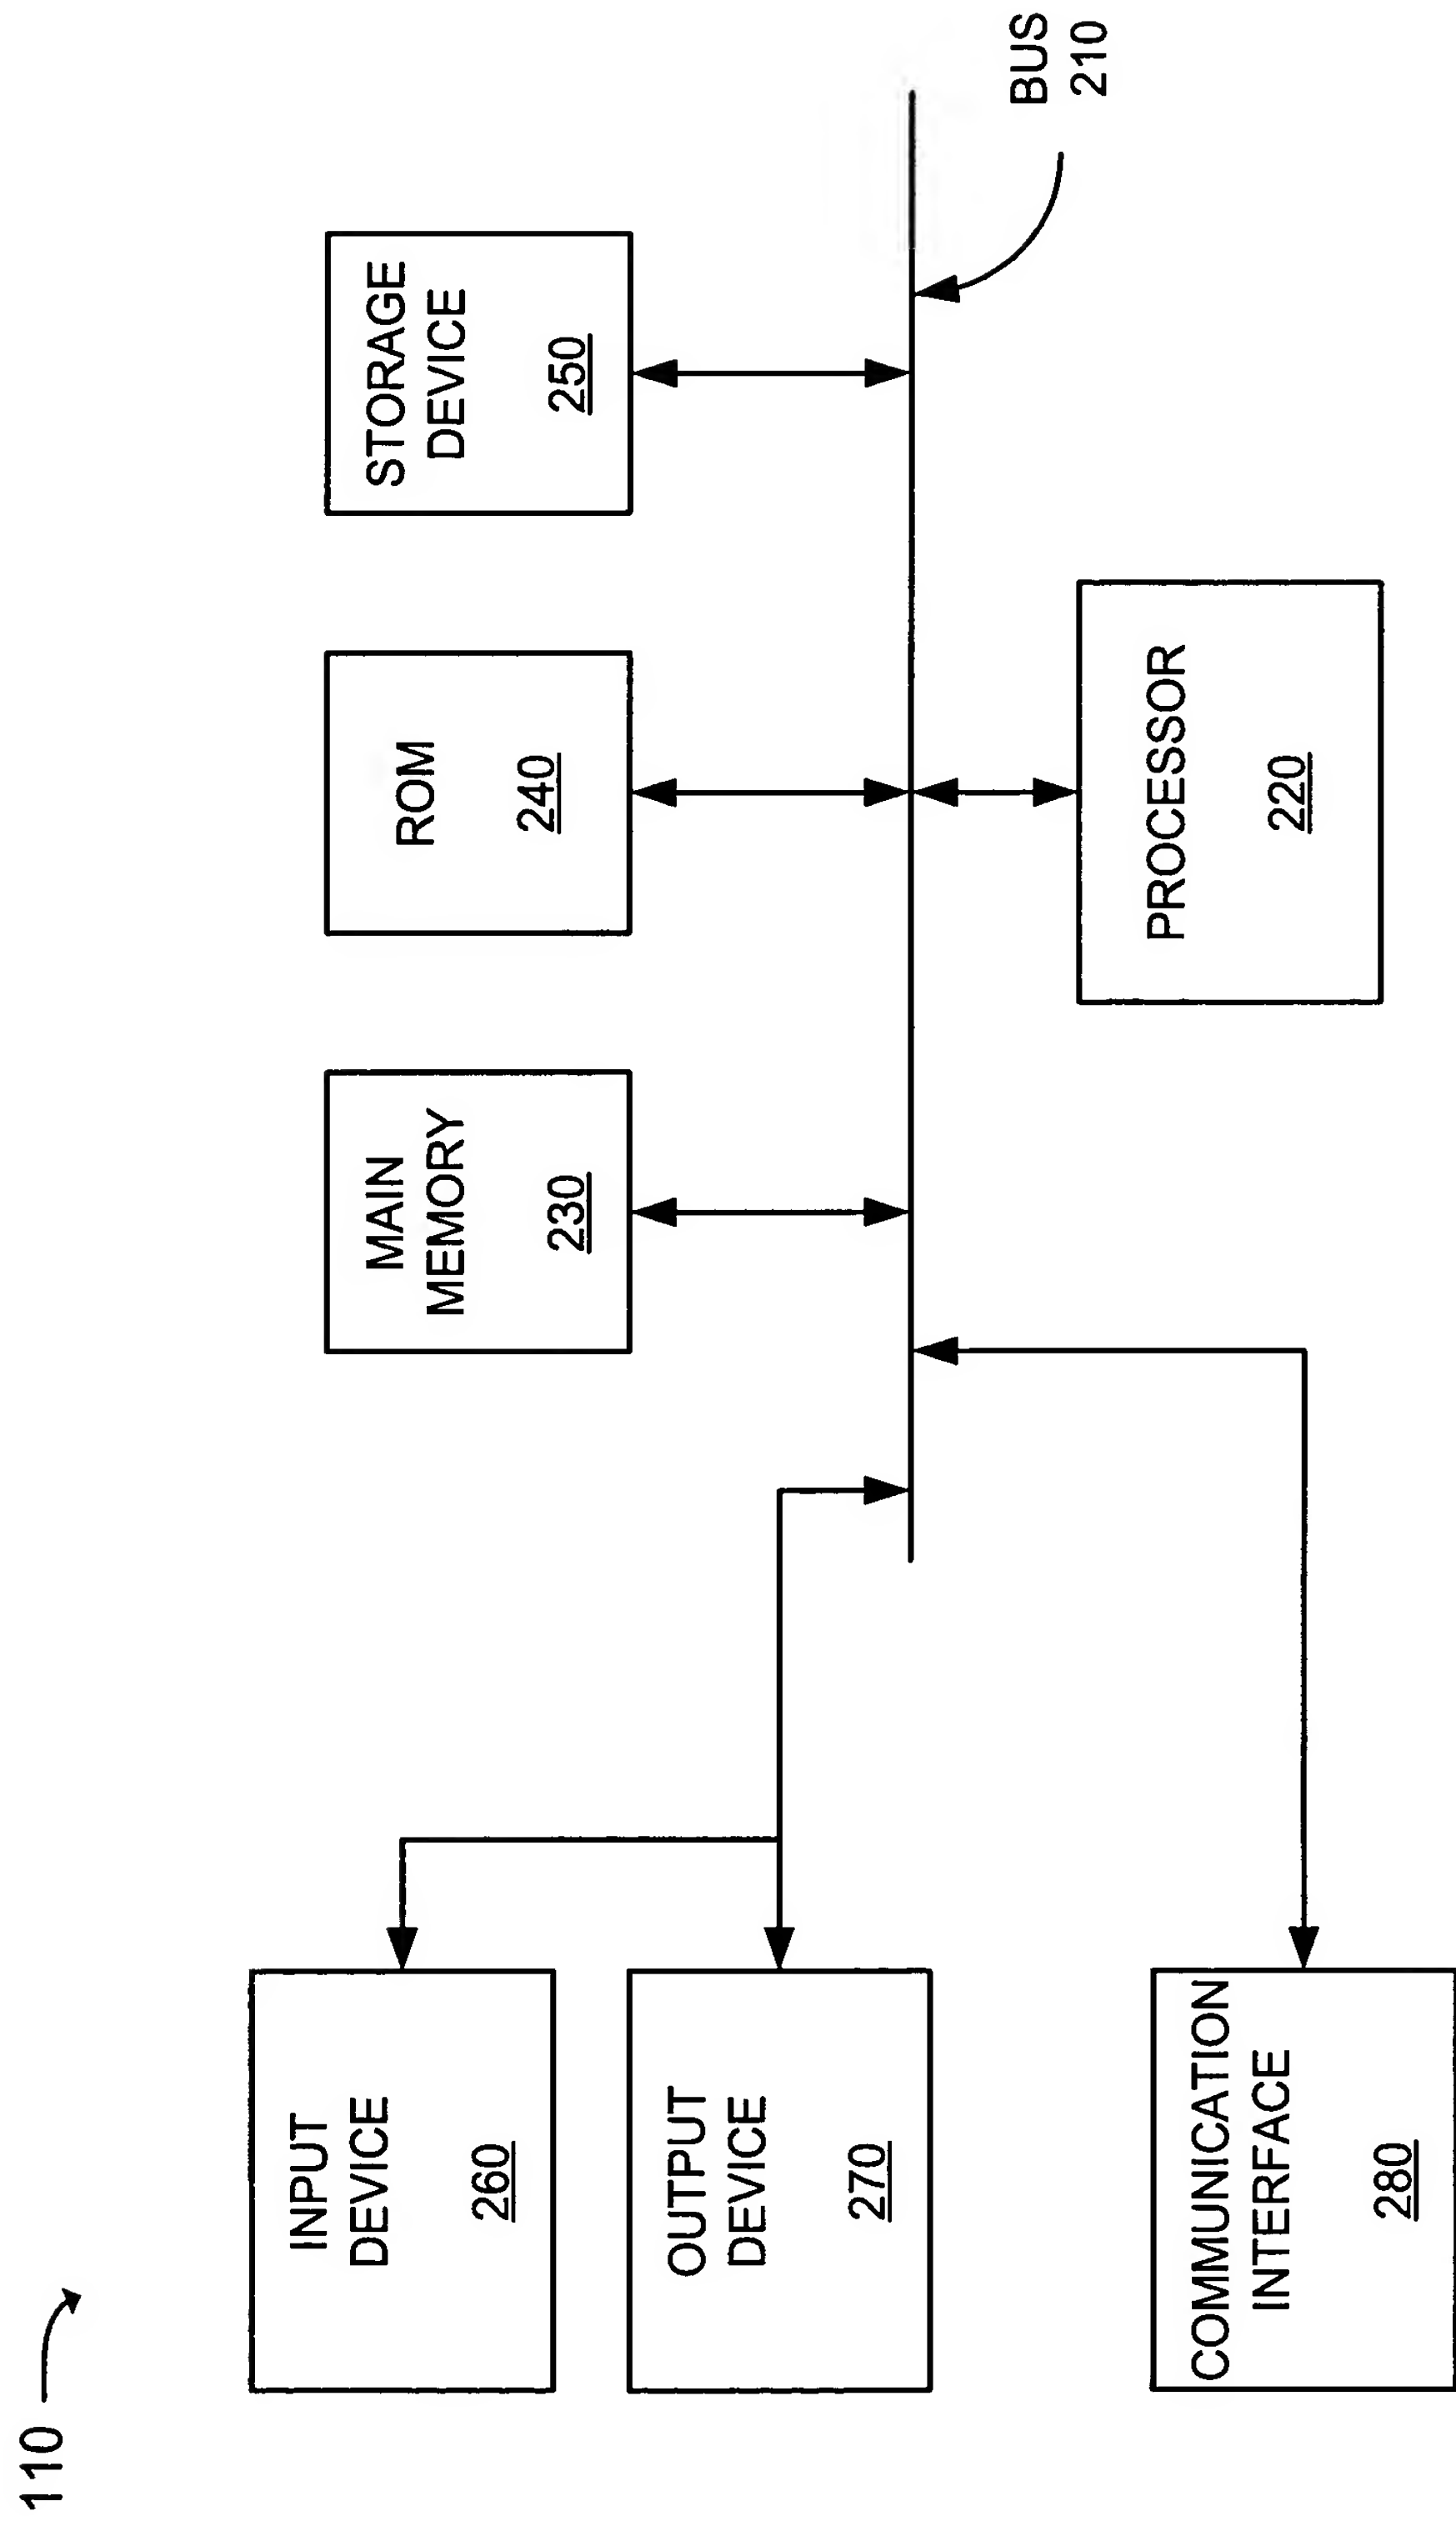 110
INPUT
DEVICE
260
OUTPUT
DEVICE
270
COMMUNICATION
INTERFACE
280
MAIN
MEMORY
230
ROM
240
STORAGE
DEVICE
250
PROCESSOR
220
BUS
210